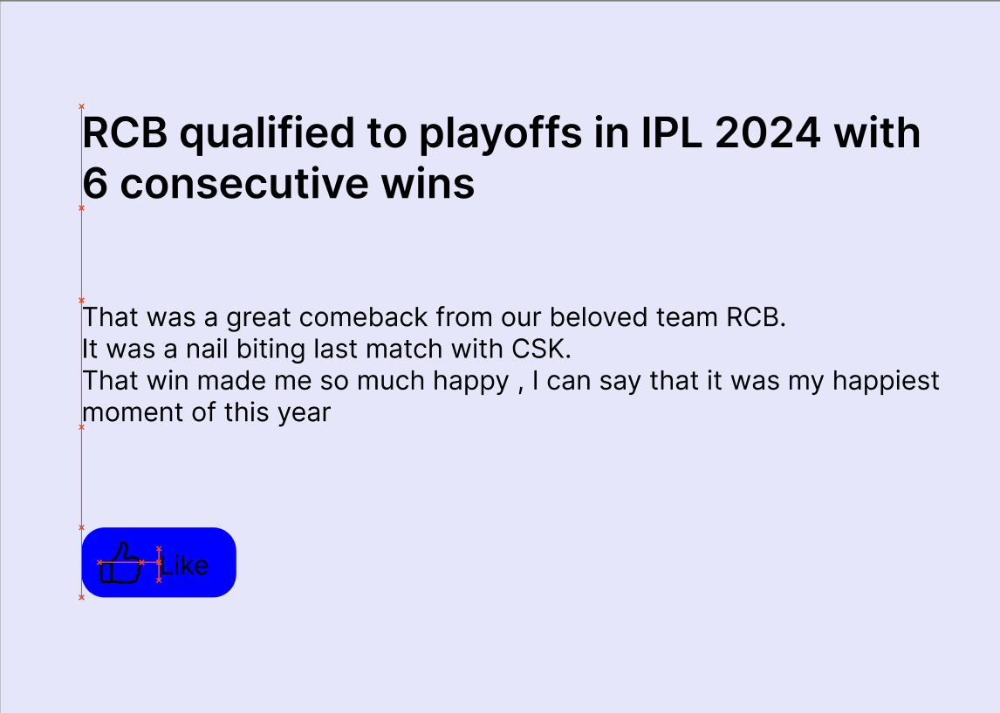 RCB qualified to playoffs in IPL 2024 with
6 consecutive wins
That was a great comeback from our beloved team RCB.
It was a nail biting last match with CSK.
That win made me so much happy , I can say that it was my happiest
moment of this year
Like